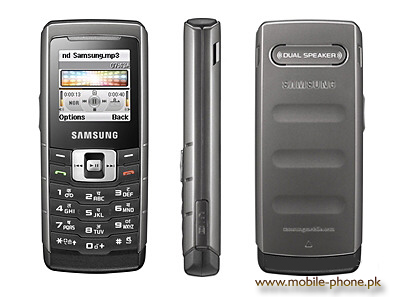 nd Samsung.mp3
0:00:13
0:00:40
NOR
Options Back
SAMSUNG
1
2ABC
3DEF
4GHI
5JKL
6MNO
7PQRS
8TUV
9WXYZ
0+
#
DUAL SPEAKER
SAMSUNG
www.mobile-phone.pk